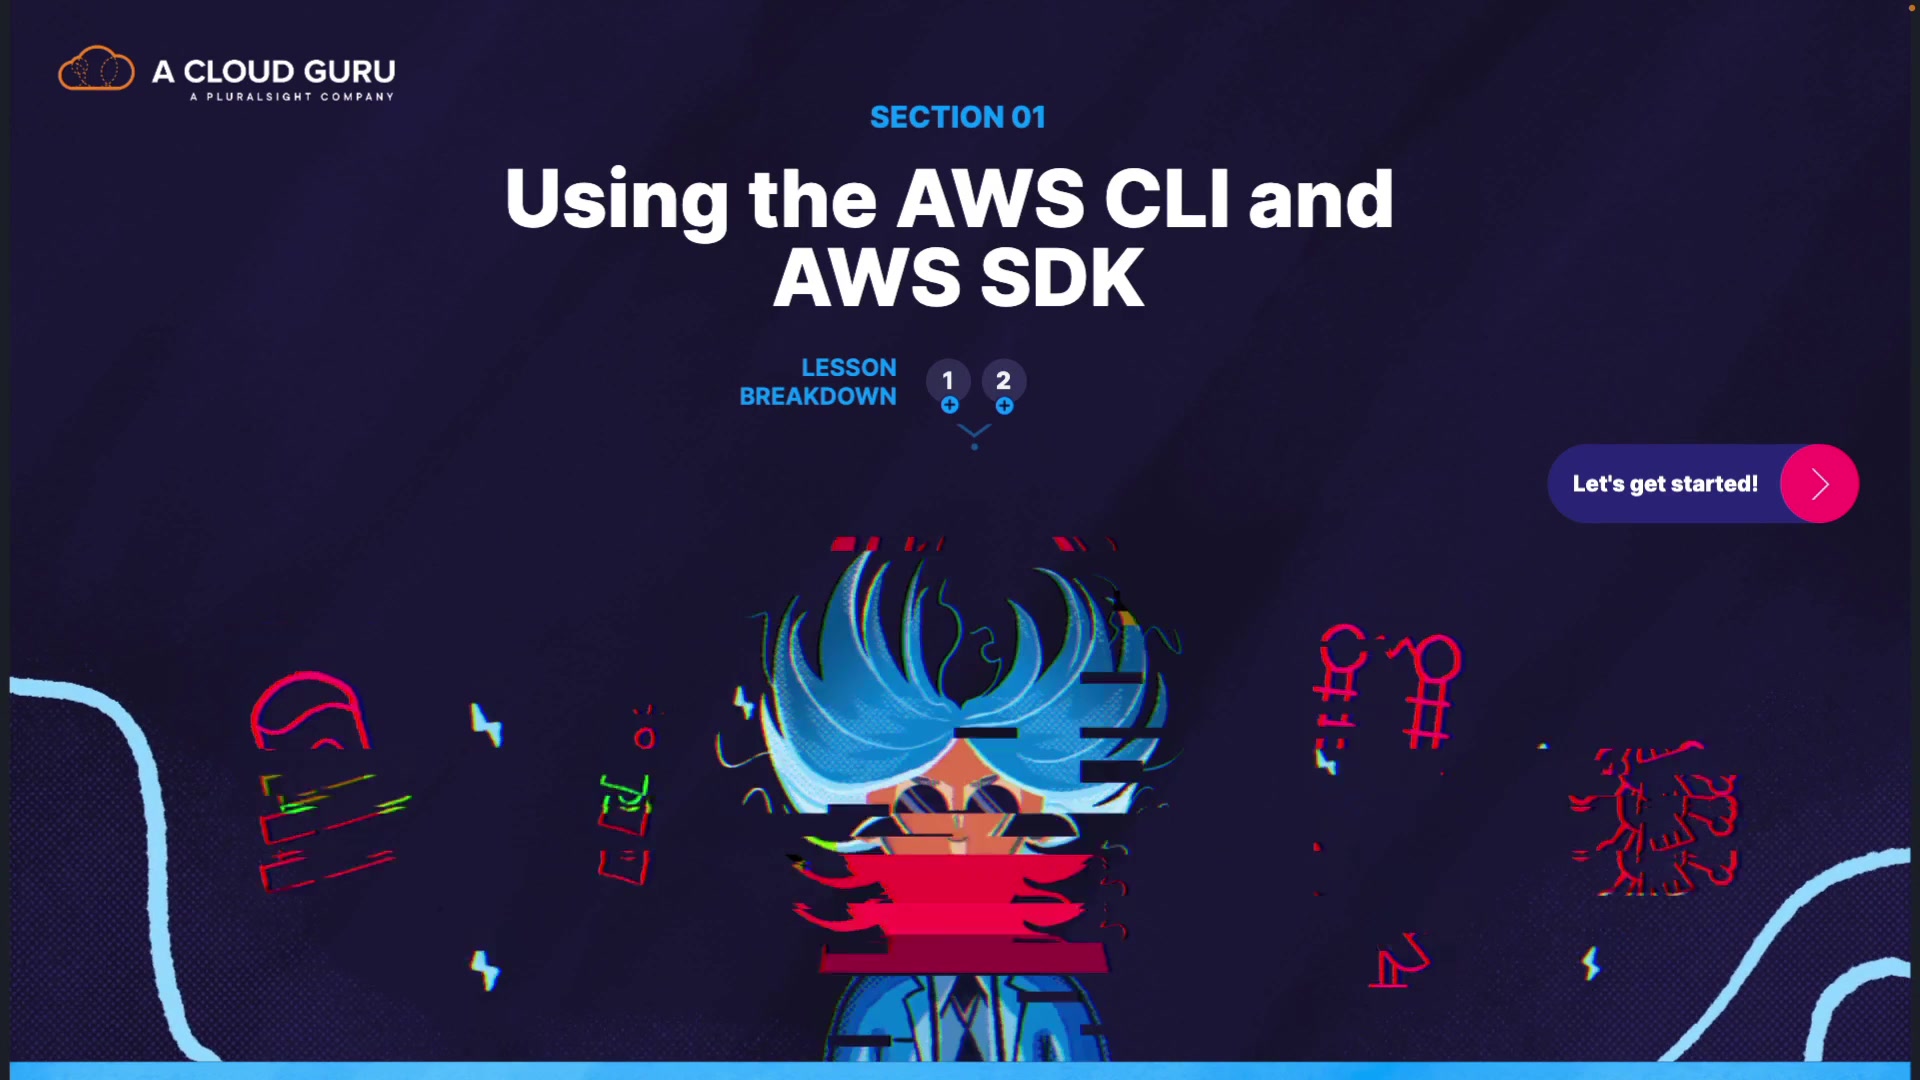 A CLOUD GURU
A PLURALSIGHT COMPANY
SECTION 01
Using the AWS CLI and
AWS SDK
LESSON
BREAKDOWN
1 2
Let's get started!